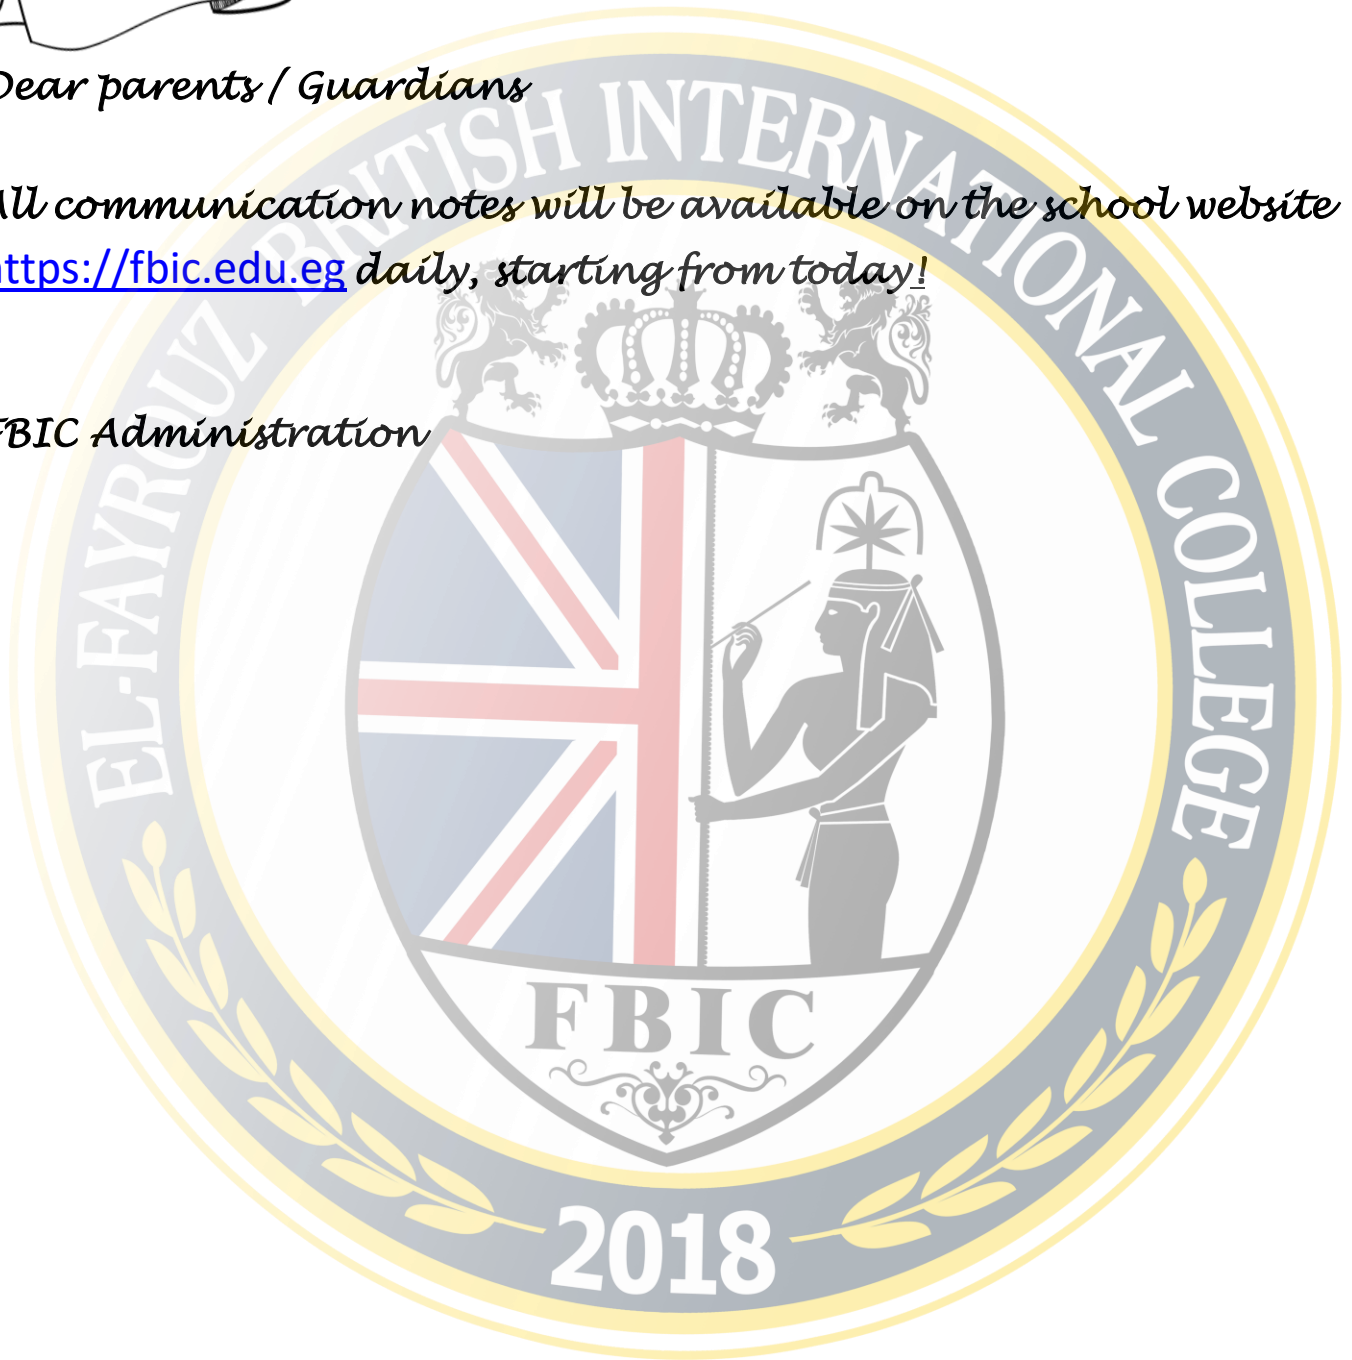 Dear parents / Guardians
All communication notes will be available on the school website
https://fbic.edu.eg daily, starting from today!
FBIC Administration
EL-FAYROUZ BRITISH INTERNATIONAL COLLEGE
FBIC
2018